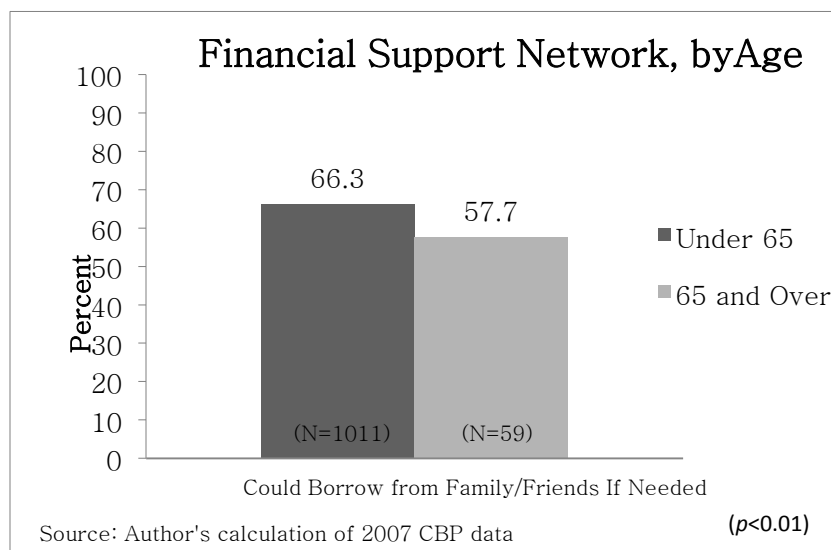 Financial Support Network, byAge
100
90
80
70
60
50
40
30
20
10
0
Percent
66.3
57.7
(N=1011)
(N=59)
Under 65
65 and Over
Could Borrow from Family/Friends If Needed
Source: Author's calculation of 2007 CBP data
(p<0.01)